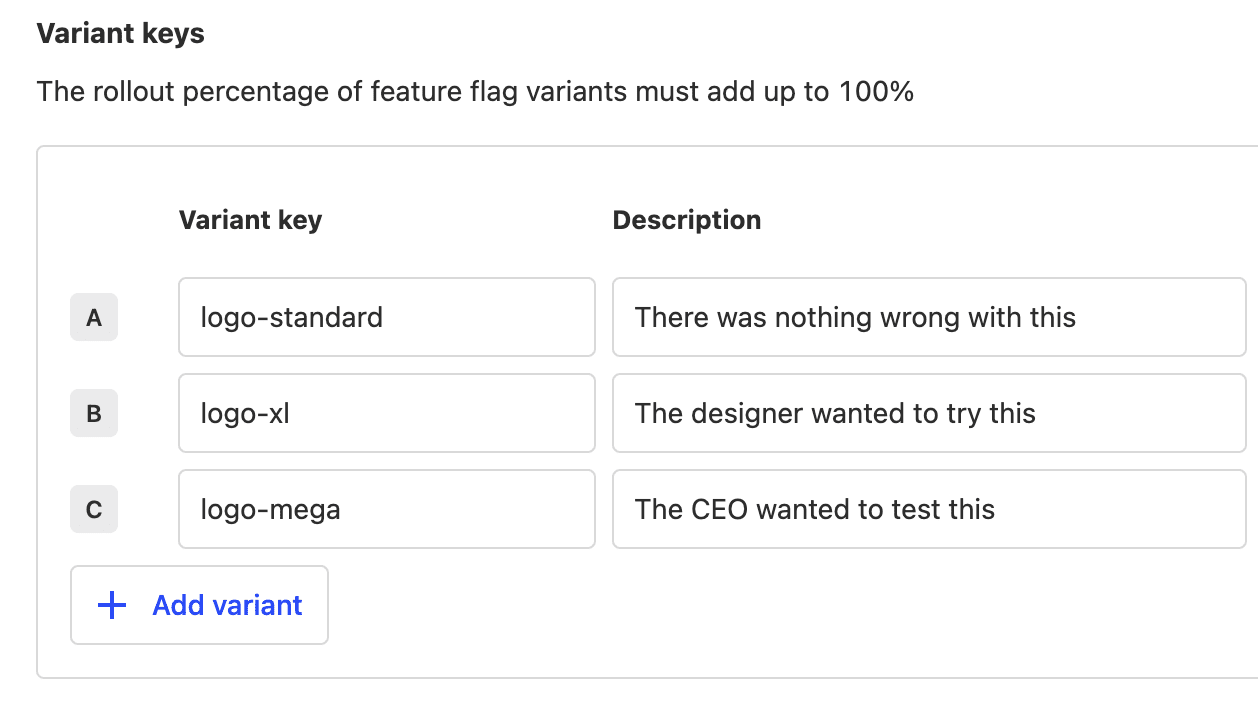 Variant keys
The rollout percentage of feature flag variants must add up to 100%
Variant key Description
A logo-standard There was nothing wrong with this
B logo-xl The designer wanted to try this
C logo-mega The CEO wanted to test this
+ Add variant